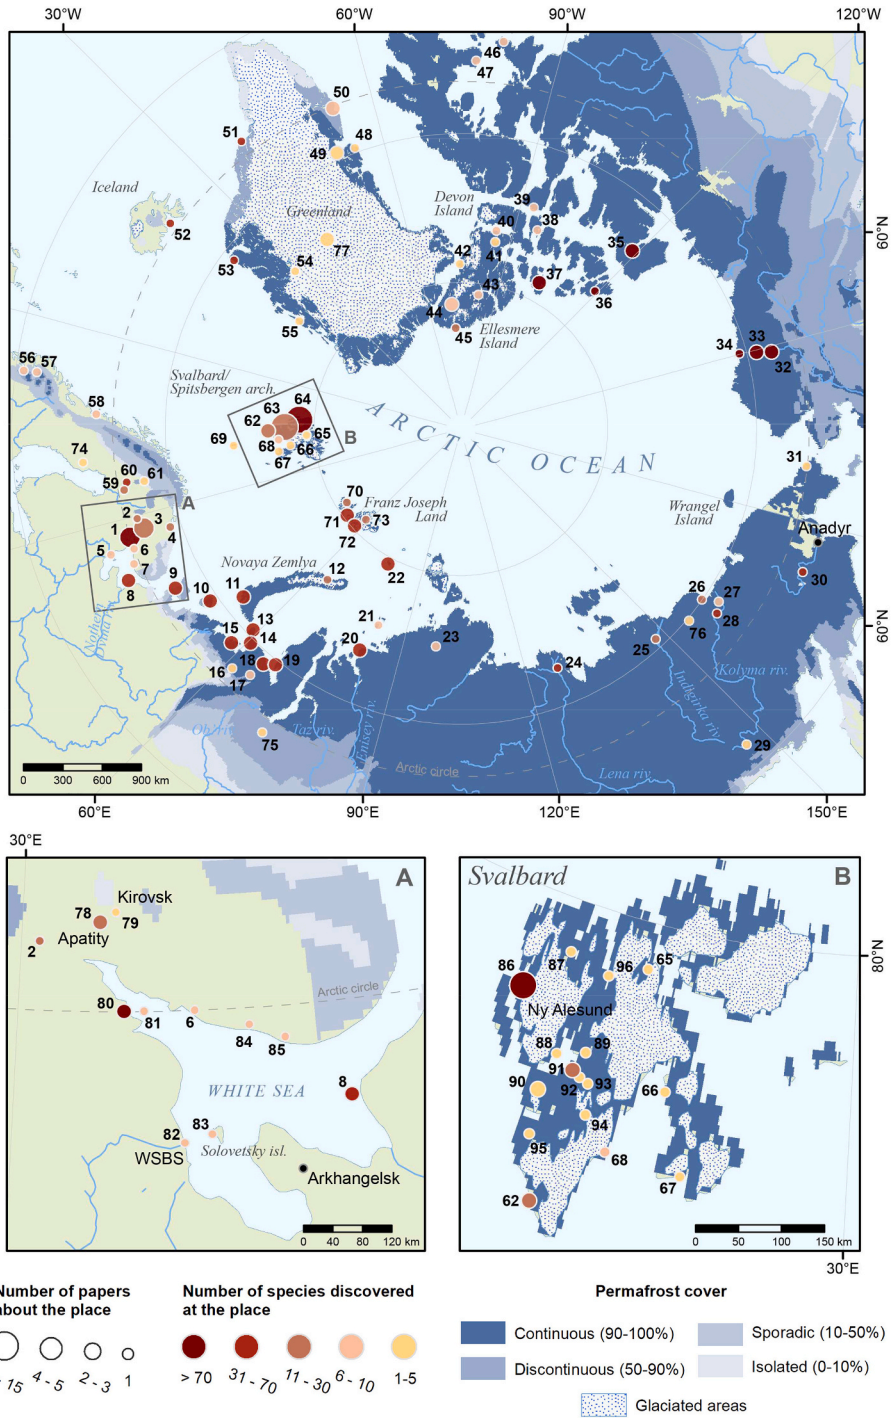 30°W
60°W
90°W
120°W
46
47
50
51
48
49
Iceland
Devon
Island
39
Greenland
40
38
52
41
35
60°W
77
42
53
54
37
43
36
44
55
45
Ellesmere
Island
34
33
32
56
57
Svalbard/
Spitsbergen arch.
64
63
58
62
65
B
ARCTIC OCEAN
69
68
66
67
74
31
60
61
59
70
Franz Joseph
Land
Wrangel
Island
A
2
3
71
73
1
4
72
Anadyr
5
6
Novaya Zemlya
12
7
22
9
30
8
10
11
26
27
21
28
13
15
14
20
23
76
60°E
25
18
19
24
16
17
Kolyma riv.
Indigirka riv.
Ob riv.
Taz riv.
Enisey riv.
75
29
0
300
600
900 km
Arctic circle
Lena riv.
60°E
90°E
120°E
150°E
30°E
A
Kirovsk
78
79
Apatity
2
Arctic circle
80
81
6
84
85
WHITE SEA
8
83
82
Solovetsky isl.
WSBS
Arkhangelsk
0
40
80
120 km
Svalbard
B
87
96
65
80°N
86
Ny Alesund
88
89
91
90
92
93
66
94
95
68
67
62
0
50
100
150 km
30°E
Number of papers
about the place
15
4 - 5
2 - 3
1
Number of species discovered
at the place
> 70
31 - 70
11 - 30
6 - 10
1-5
Permafrost cover
Continuous (90-100%)
Sporadic (10-50%)
Discontinuous (50-90%)
Isolated (0-10%)
Glaciated areas